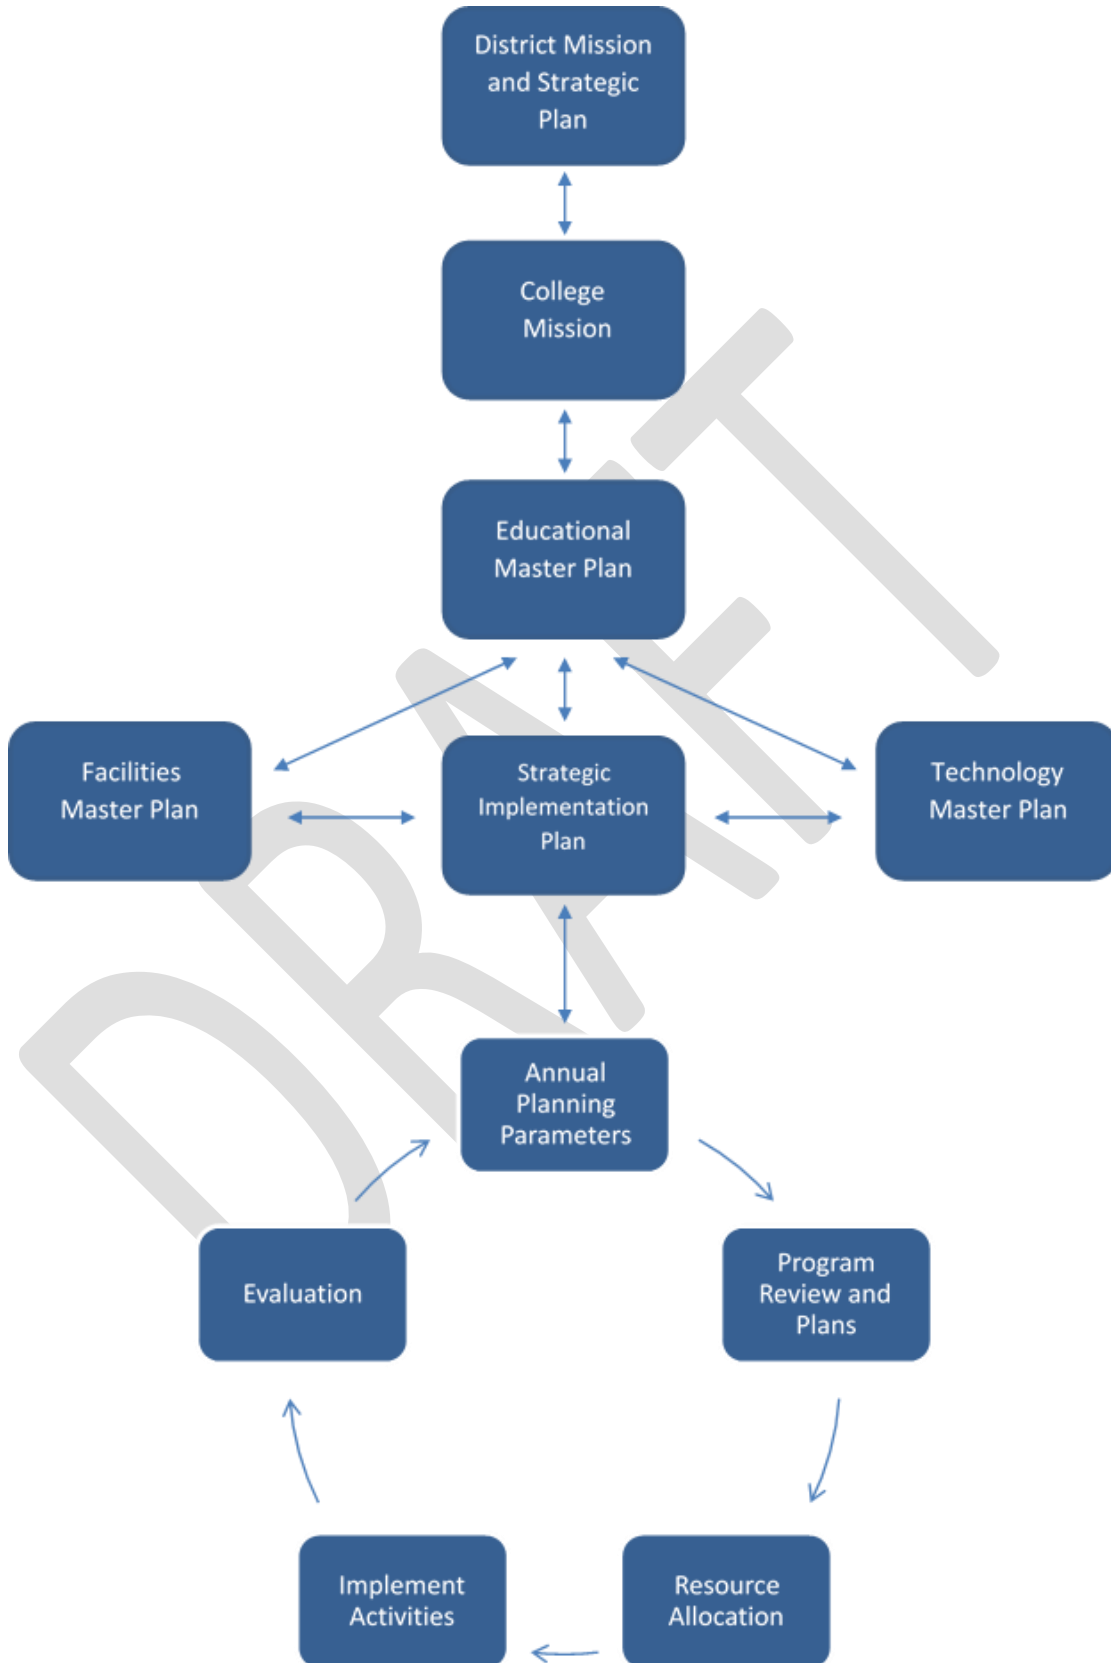 District Mission
and Strategic
Plan
College
Mission
Educational
Master Plan
Facilities
Master Plan
Strategic
Implementation
Plan
Technology
Master Plan
Annual
Planning
Parameters
Evaluation
Program
Review and
Plans
Implement
Activities
Resource
Allocation
DRAFT